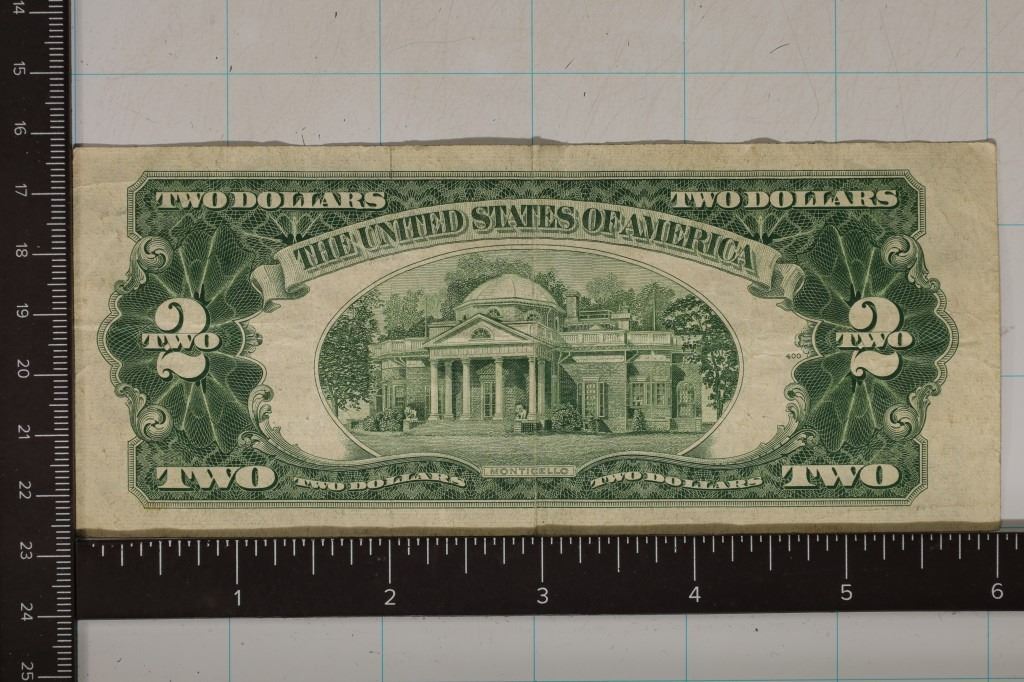 14
15
16
17
18
19
20
21
22
23
24
25
TWO DOLLARS TWO DOLLARS
THE UNITED STATES OF AMERICA
2 2
TWO TWO
400
MONTICELLO
TWO TWO DOLLARS TWO DOLLARS TWO
1 2 3 4 5 6